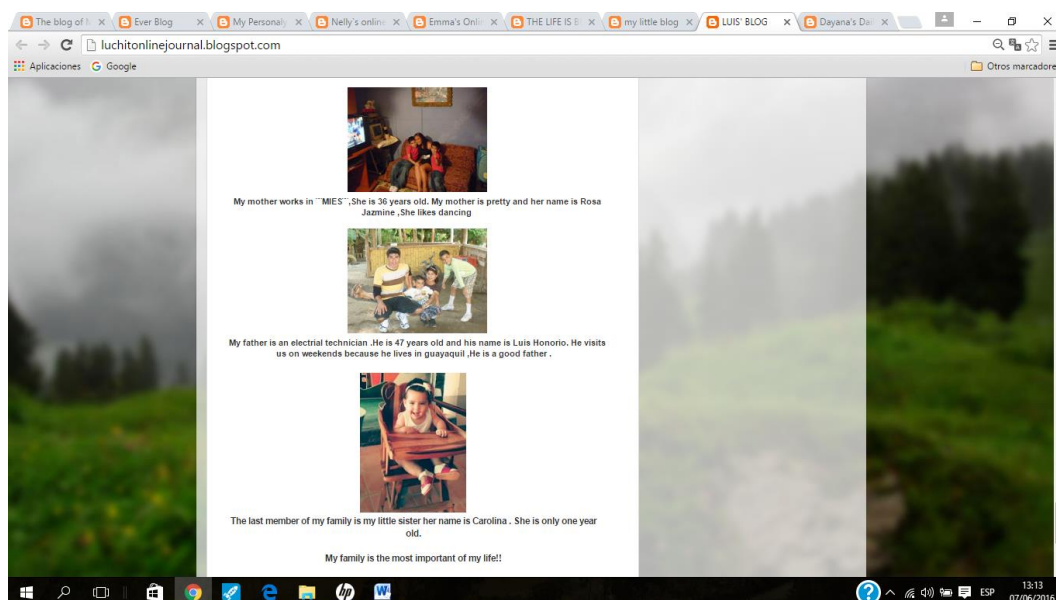 The blog of
Ever Blog
My Personal
Nelly's online
Emma's Onli
THE LIFE IS
my little blog
LUIS' BLOG
Dayana's Dai
luchitonlinejournal.blogspot.com
Aplicaciones
Google
Otros marcadore
My mother works in ¨¨MIES¨¨,She is 36 years old. My mother is pretty and her name is Rosa
Jazmine ,She likes dancing
My father is an electrial technician .He is 47 years old and his name is Luis Honorio. He visits
us on weekends because he lives in guayaquil ,He is a good father .
The last member of my family is my little sister her name is Carolina . She is only one year
old.
My family is the most important of my life!!
hp
ESP
13:13
07/06/2016